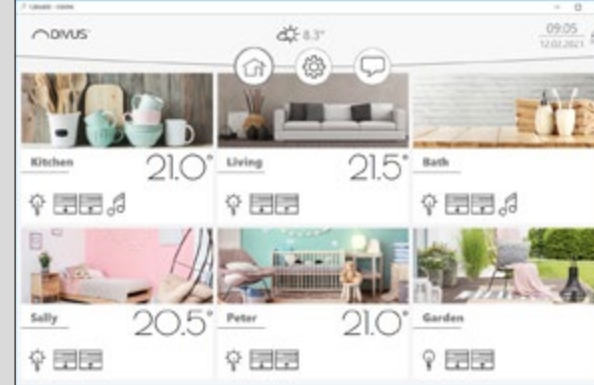 DIVUS
8.3°
09:05
12.02.2021
Kitchen 21.0°
Living 21.5°
Bath
Sally 20.5°
Peter 21.0°
Garden